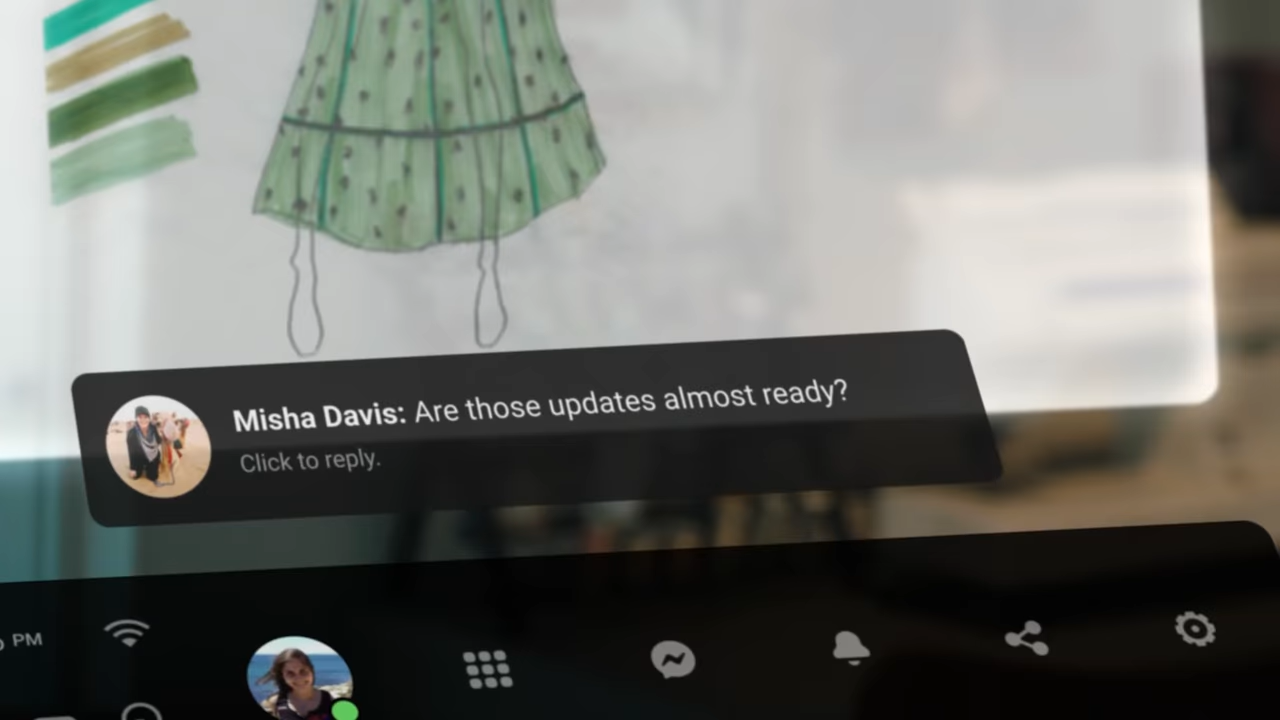 Misha Davis: Are those updates almost ready?
Click to reply.
PM